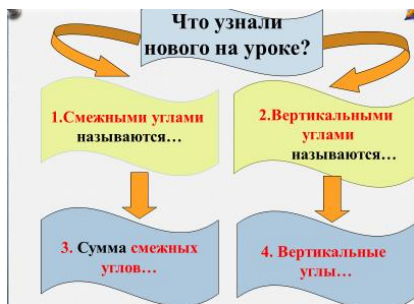 Что узнали
нового на уроке?
1.Смежными углами
называются…
2.Вертикальными
углами
называются…
3. Сумма смежных
углов…
4. Вертикальные
углы…